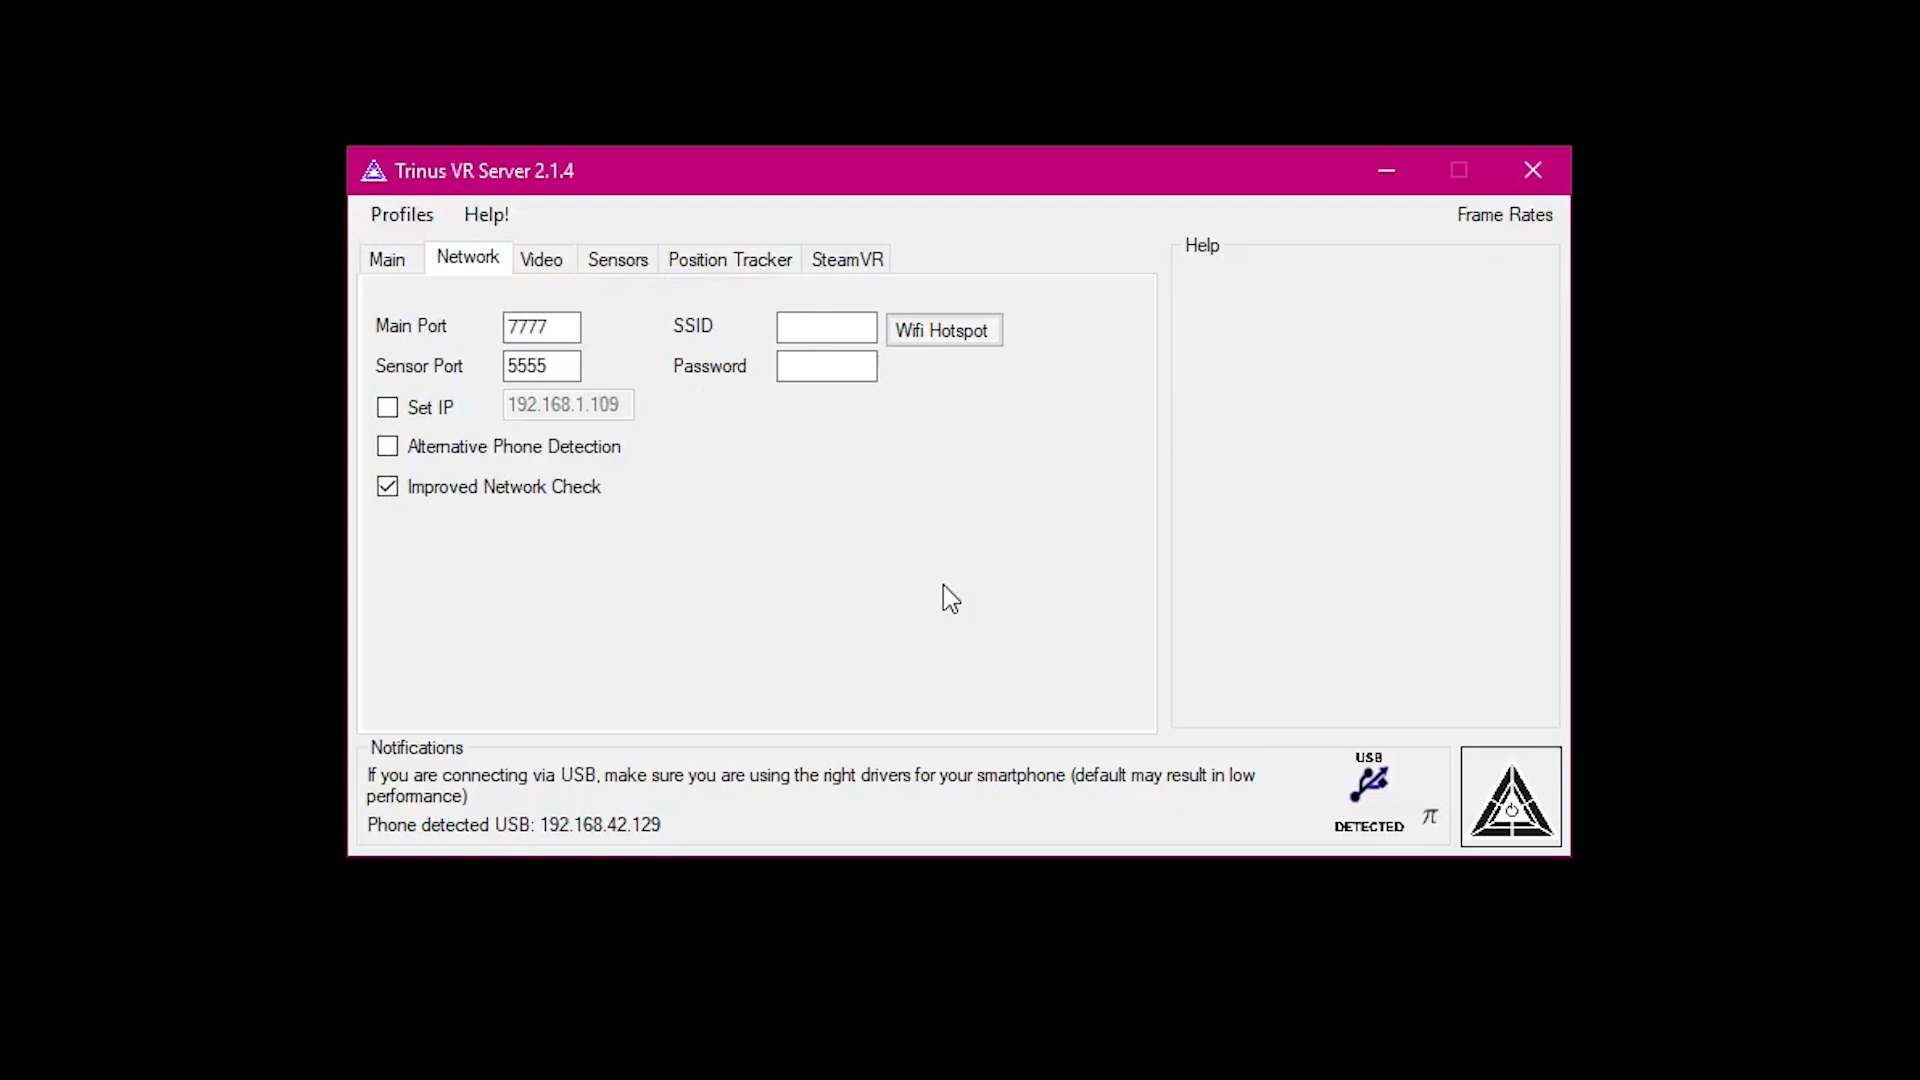 Trinus VR Server 2.1.4
Profiles Help! Frame Rates
Main Network Video Sensors Position Tracker SteamVR
Help
Main Port 7777 SSID Wifi Hotspot
Sensor Port 5555 Password
Set IP 192.168.1.109
Alternative Phone Detection
Improved Network Check
Notifications
If you are connecting via USB, make sure you are using the right drivers for your smartphone (default may result in low
performance)
Phone detected USB: 192.168.42.129
USB
DETECTED π